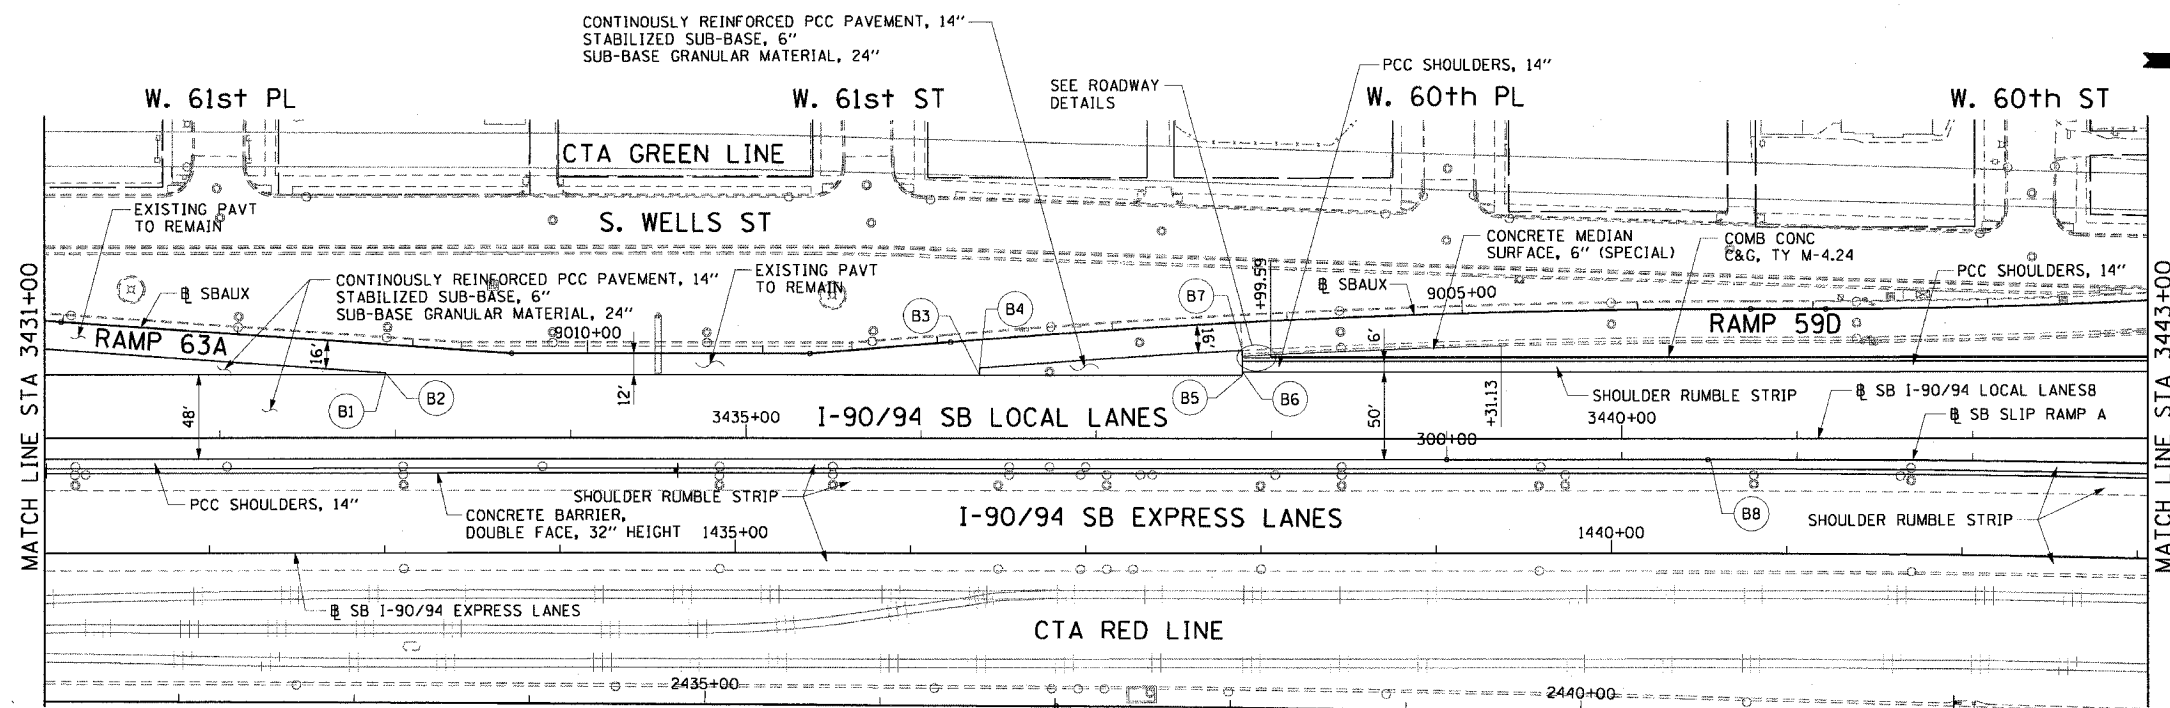 CONTINOUSLY REINFORCED PCC PAVEMENT, 14"
STABILIZED SUB-BASE, 6"
SUB-BASE GRANULAR MATERIAL, 24"
PCC SHOULDERS, 14"
SEE ROADWAY
DETAILS
W. 61st PL
W. 61st ST
W. 60th PL
W. 60th ST
CTA GREEN LINE
EXISTING PAVT
TO REMAIN
S. WELLS ST
CONCRETE MEDIAN
SURFACE, 6" (SPECIAL)
COMB CONC
C&G, TY M-4.24
PCC SHOULDERS, 14"
CONTINOUSLY REINFORCED PCC PAVEMENT, 14"
STABILIZED SUB-BASE, 6"
SUB-BASE GRANULAR MATERIAL, 24"
EXISTING PAVT
TO REMAIN
+99.59
B7
℄ SBAUX
℄ SBAUX
9005+00
B3
B4
9010+00
RAMP 63A
RAMP 59D
16'
16'
6'
12'
48'
50'
B1
B2
B5
B6
+31.13
SHOULDER RUMBLE STRIP
℄ SB I-90/94 LOCAL LANES8
℄ SB SLIP RAMP A
3435+00
I-90/94 SB LOCAL LANES
3440+00
300+00
MATCH LINE STA 3431+00
MATCH LINE STA 3443+00
PCC SHOULDERS, 14"
SHOULDER RUMBLE STRIP
CONCRETE BARRIER,
DOUBLE FACE, 32" HEIGHT
1435+00
I-90/94 SB EXPRESS LANES
B8
SHOULDER RUMBLE STRIP
1440+00
℄ SB I-90/94 EXPRESS LANES
CTA RED LINE
2435+00
2440+00